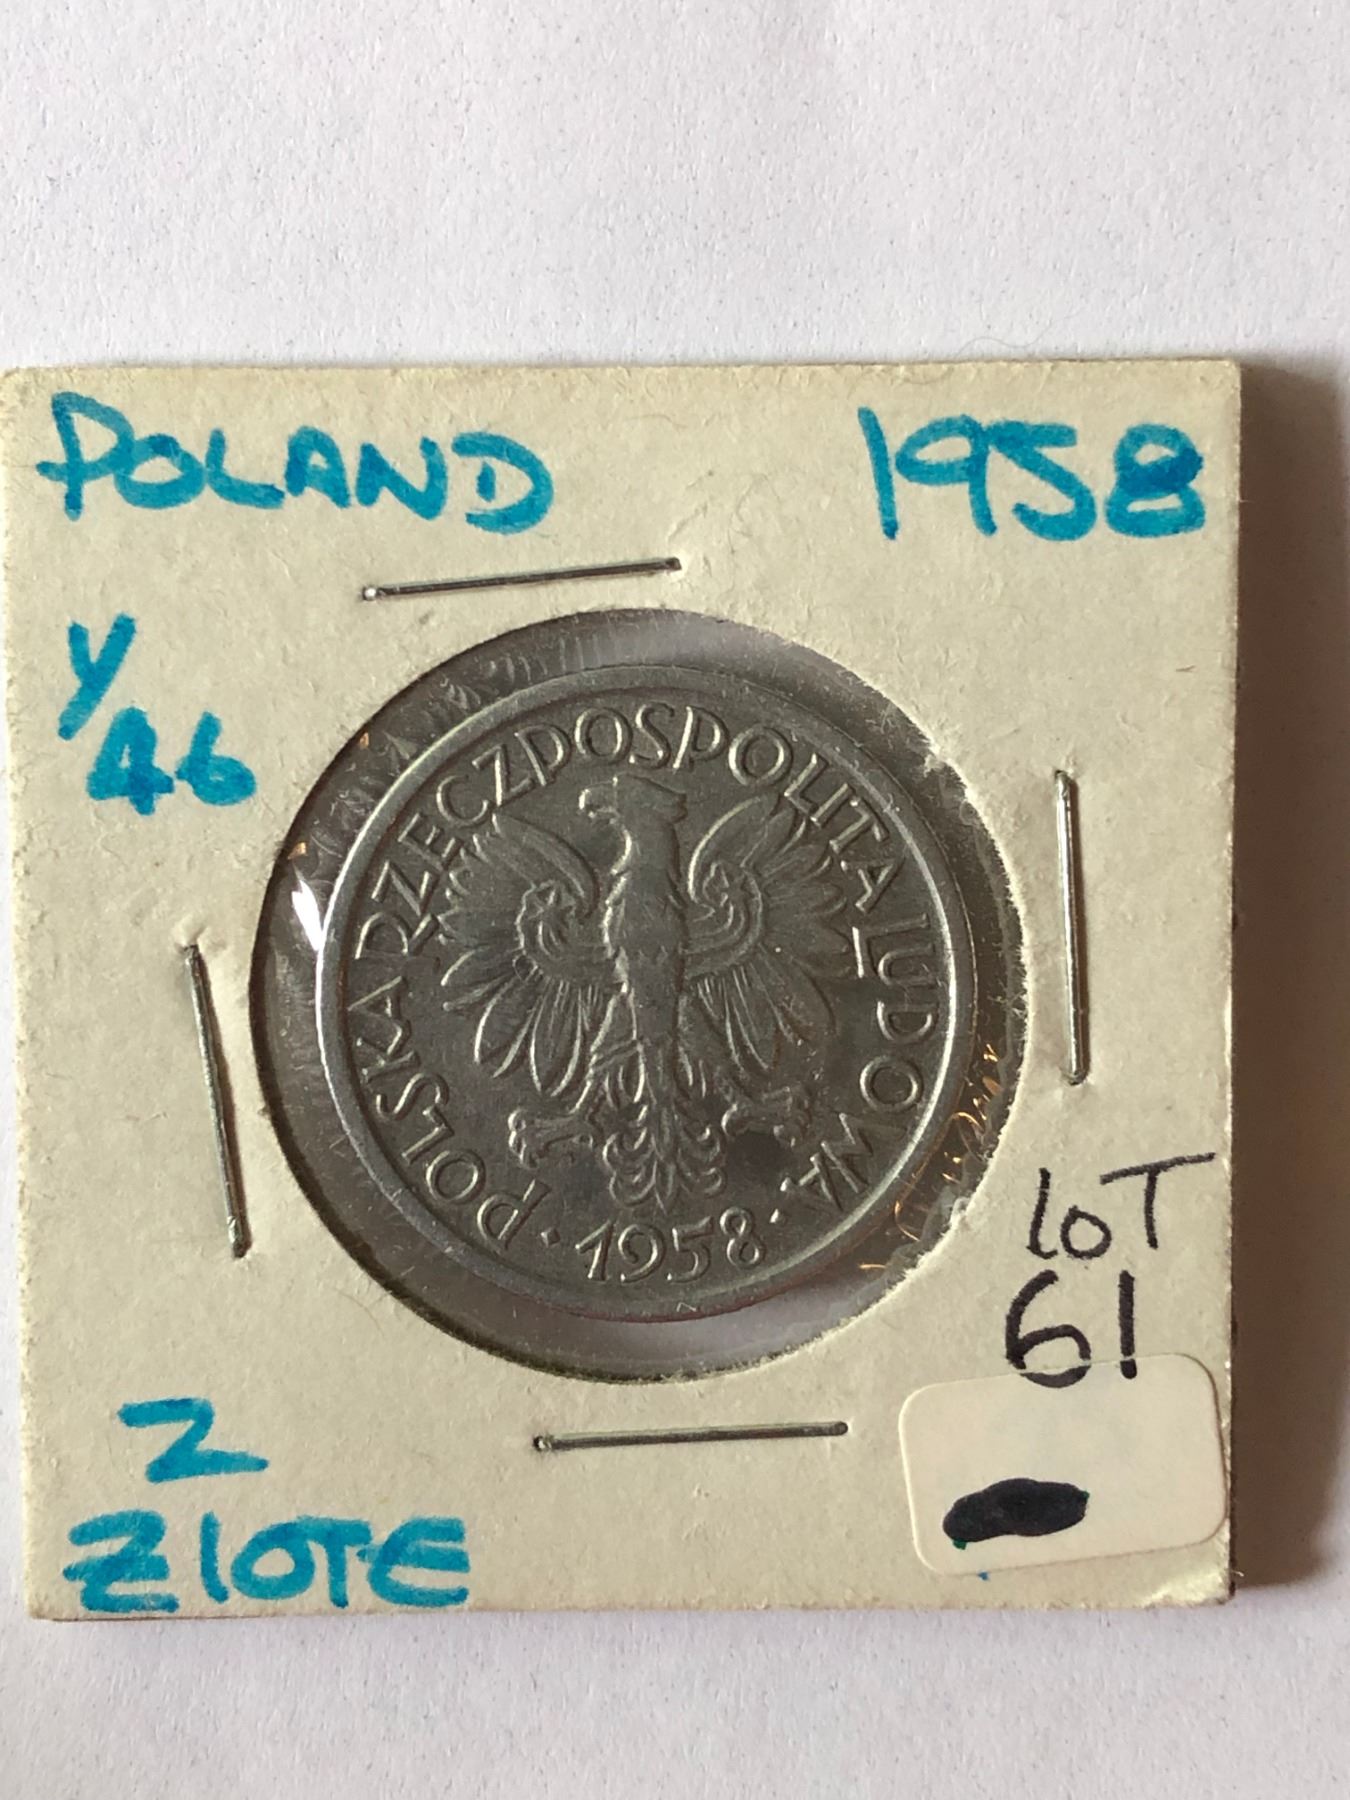 POLAND 1958
Y/46
POLSKA RZECZPOSPOLITA LUDOWA
· 1958 ·
LOT
61
2
ZLOTE